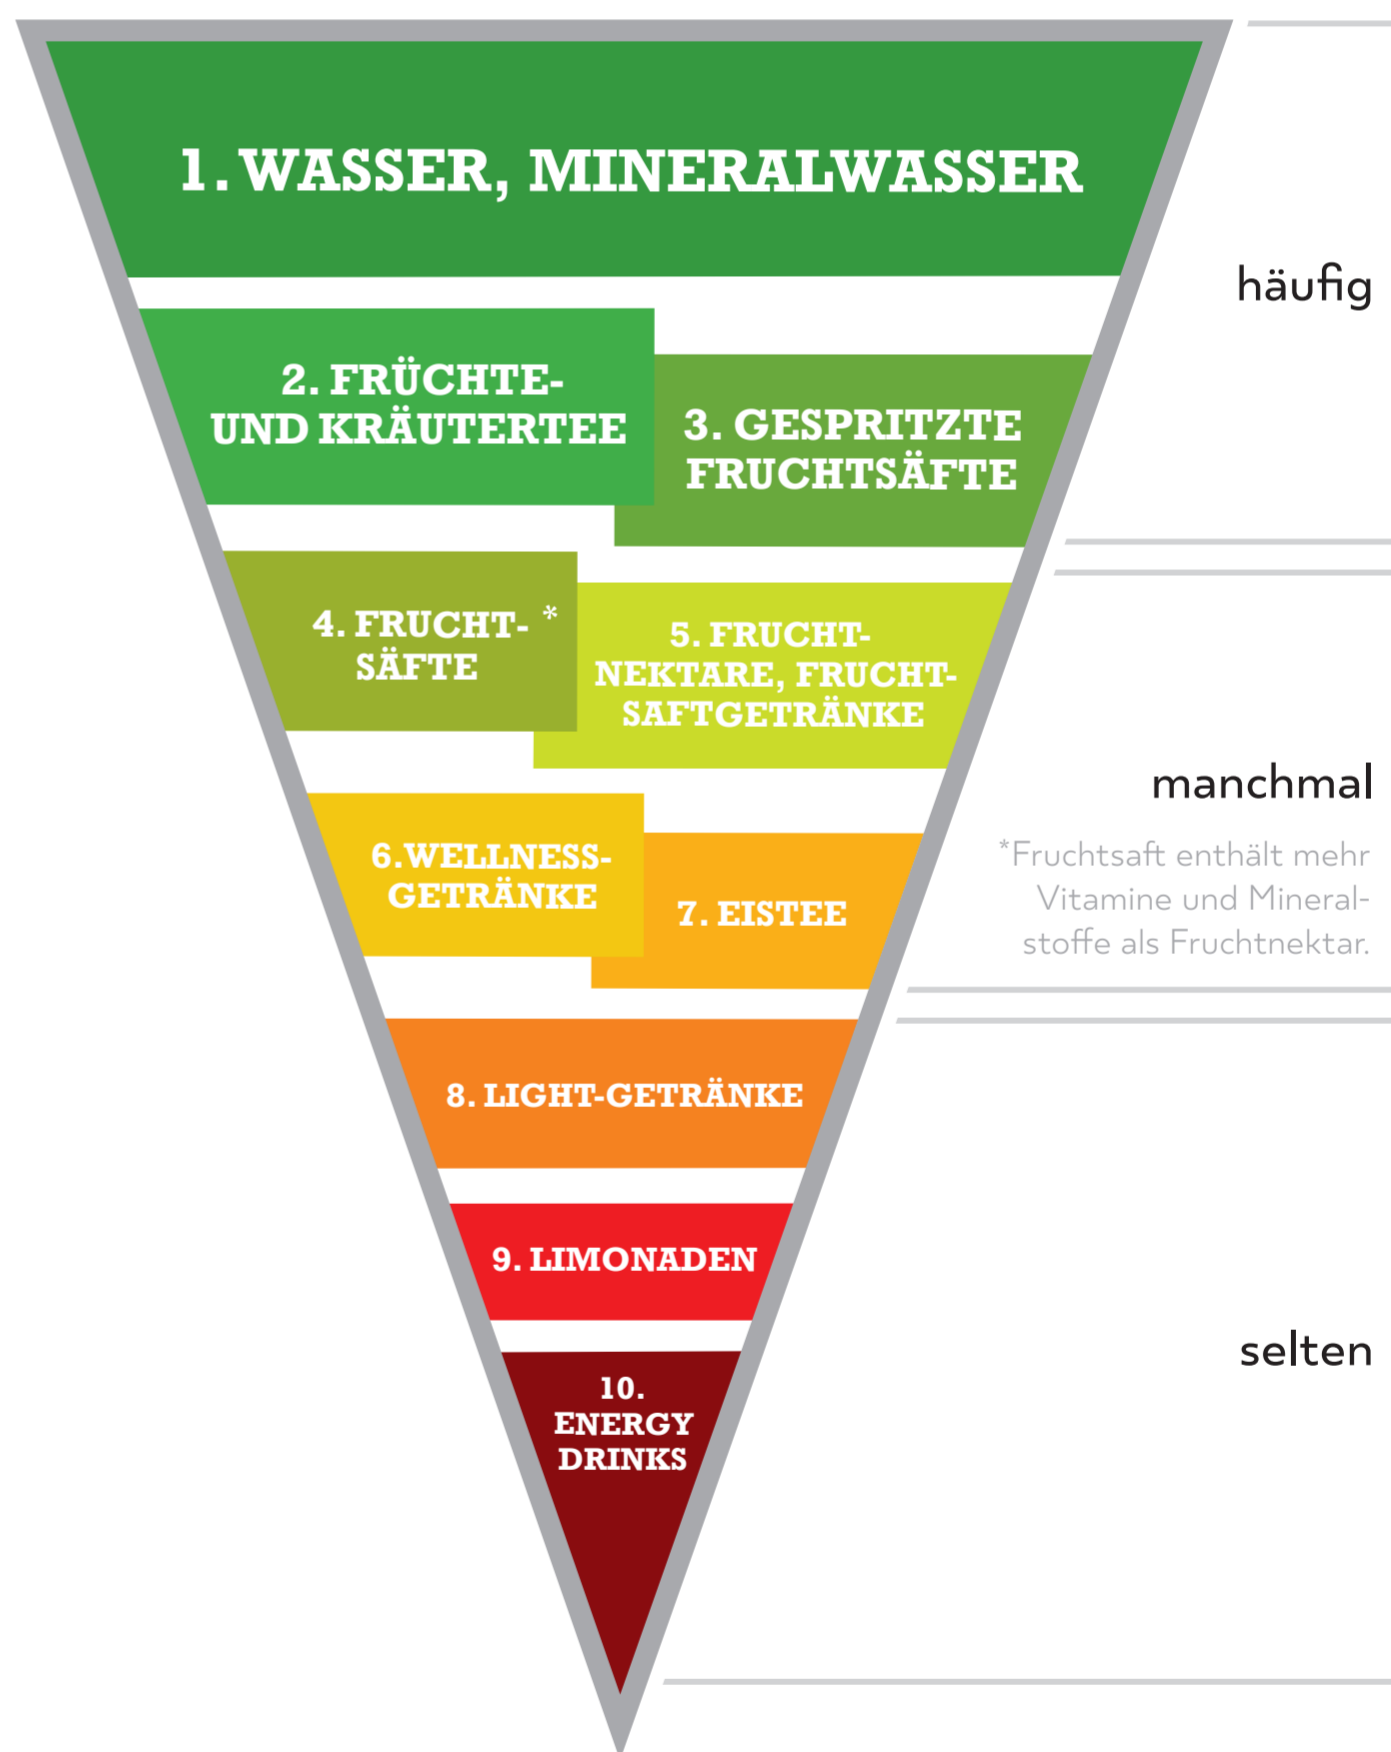 1. WASSER, MINERALWASSER
häufig
2. FRÜCHTE-
UND KRÄUTERTEE
3. GESPRITZTE
FRUCHTSÄFTE
4. FRUCHT- *
SÄFTE
5. FRUCHT-
NEKTARE, FRUCHT-
SAFTGETRÄNKE
manchmal
*Fruchtsaft enthält mehr
Vitamine und Mineral-
stoffe als Fruchtnektar.
6. WELLNESS-
GETRÄNKE
7. EISTEE
8. LIGHT-GETRÄNKE
9. LIMONADEN
selten
10.
ENERGY
DRINKS